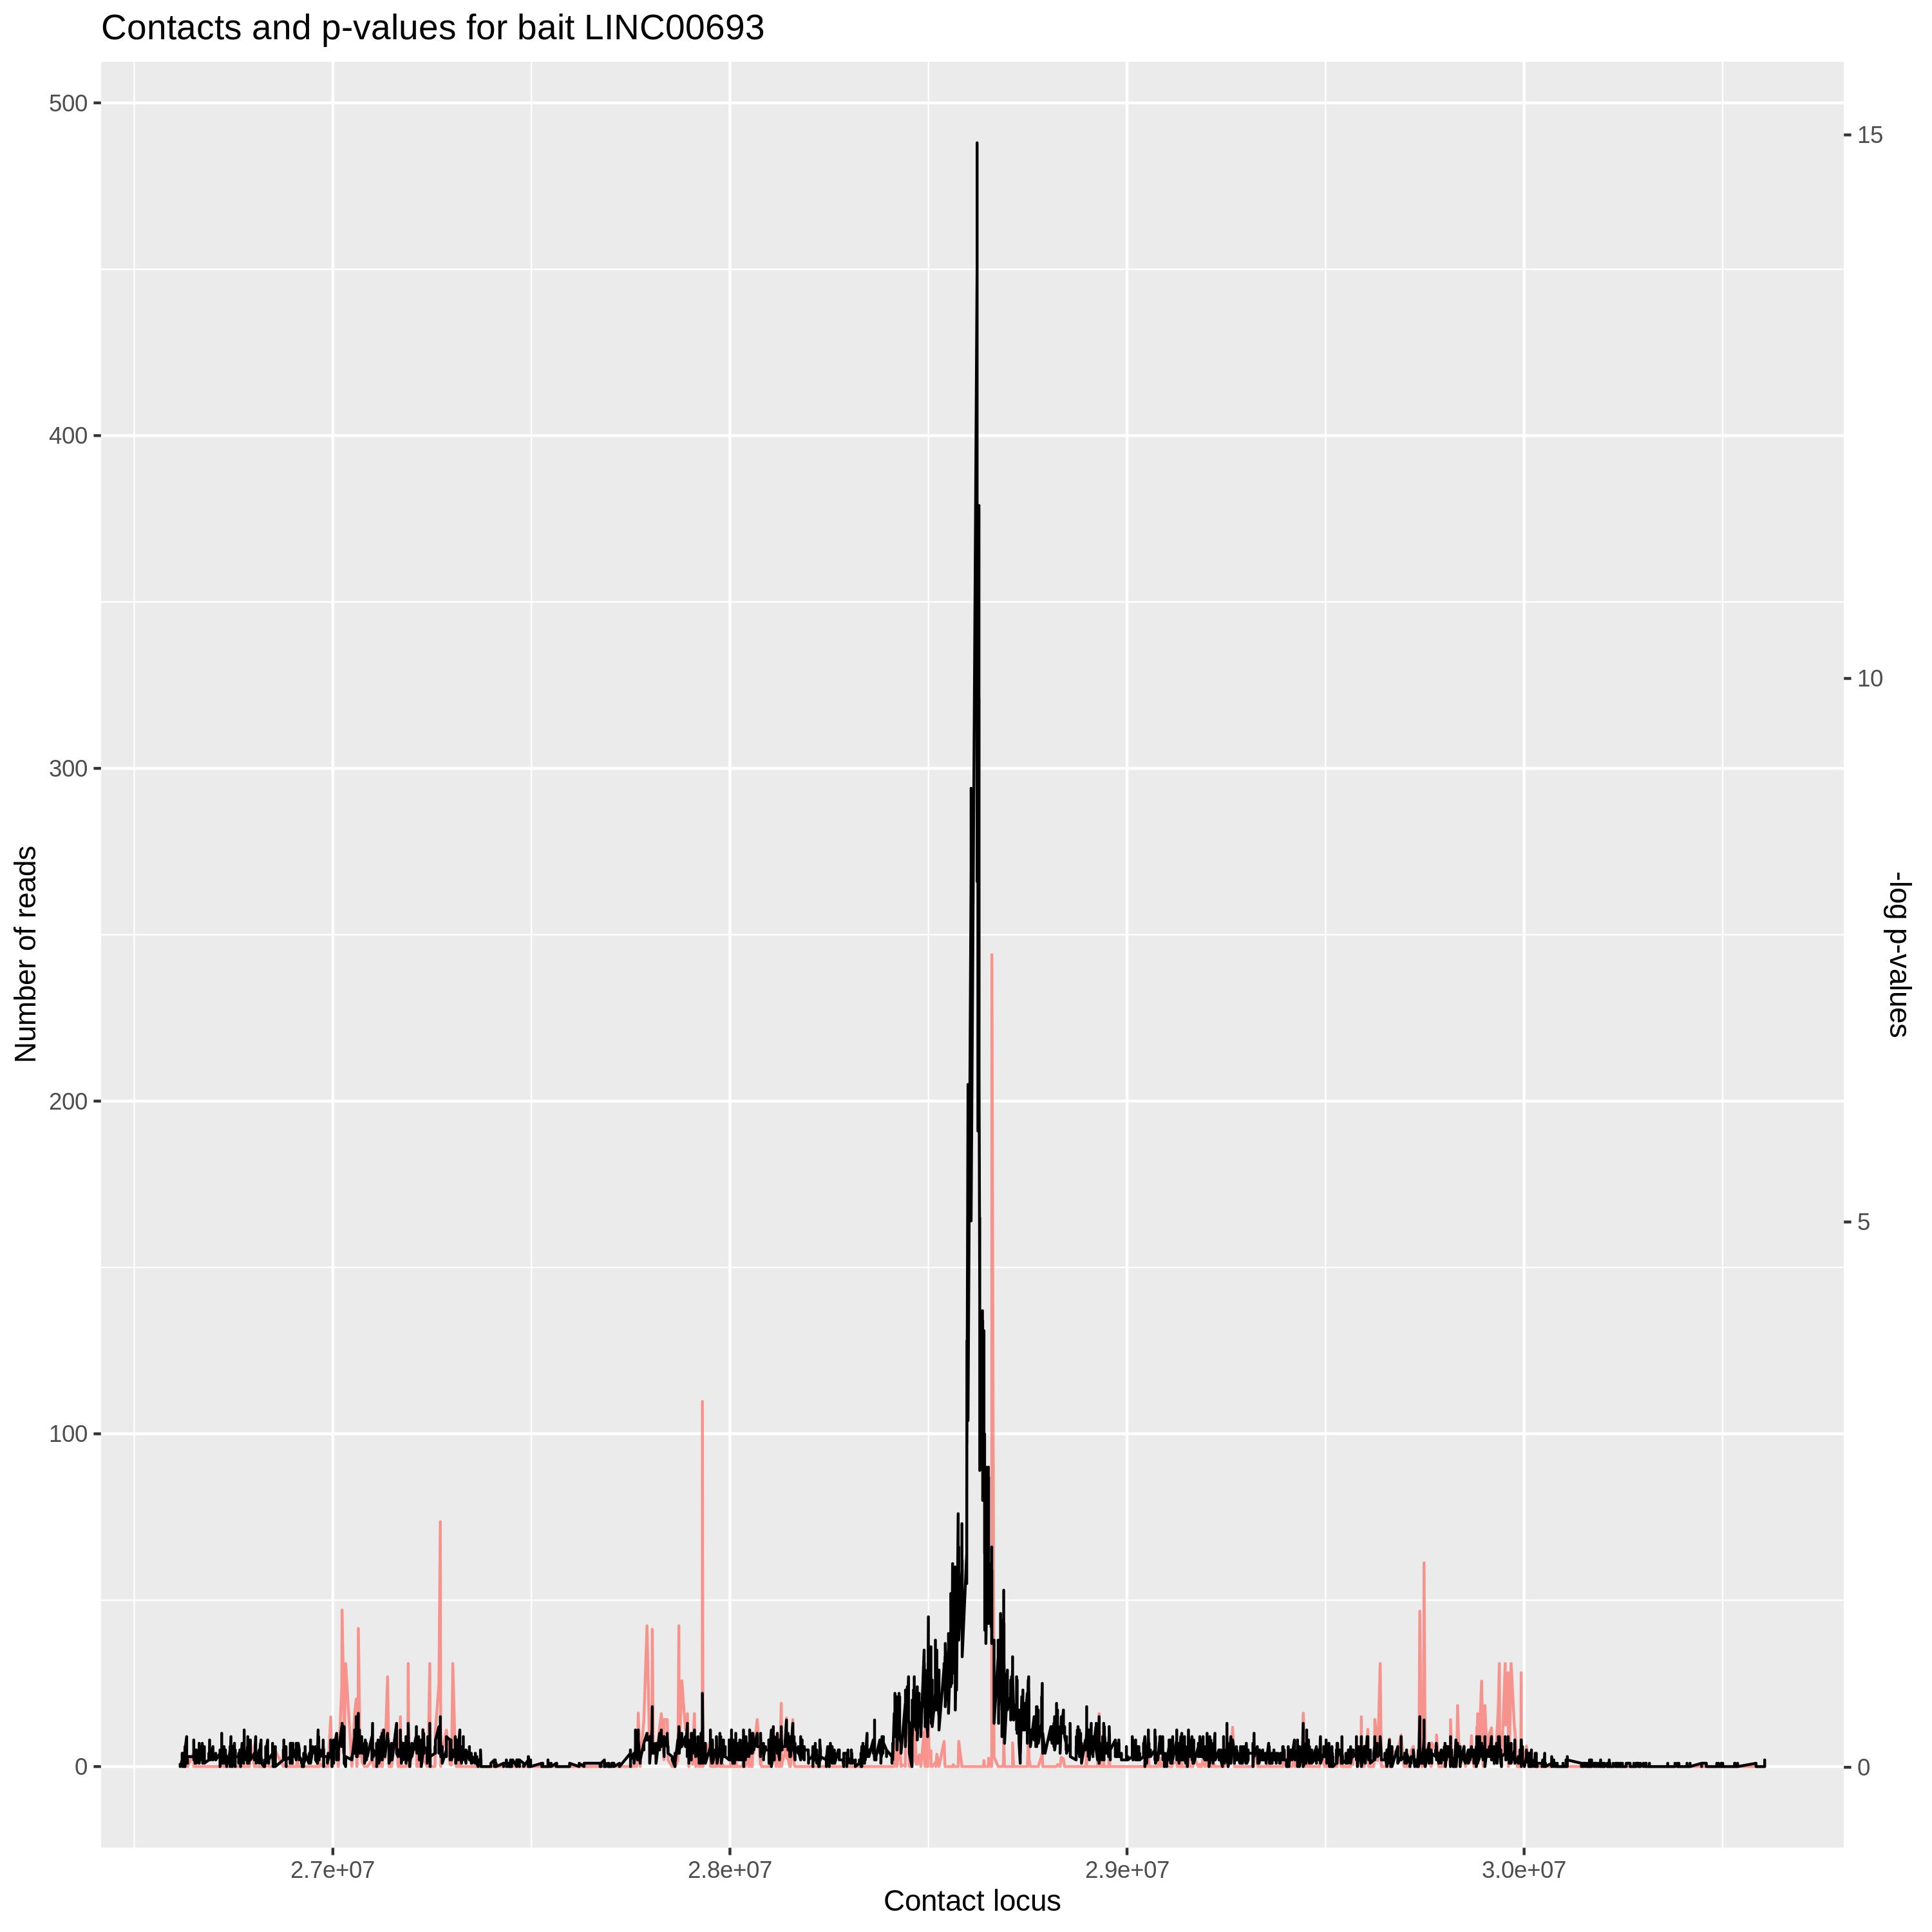 Contacts and p-values for bait LINC00693
500
400
300
200
100
0
Number of reads
15
10
5
0
-log p-values
2.7e+07 2.8e+07 2.9e+07 3.0e+07
Contact locus